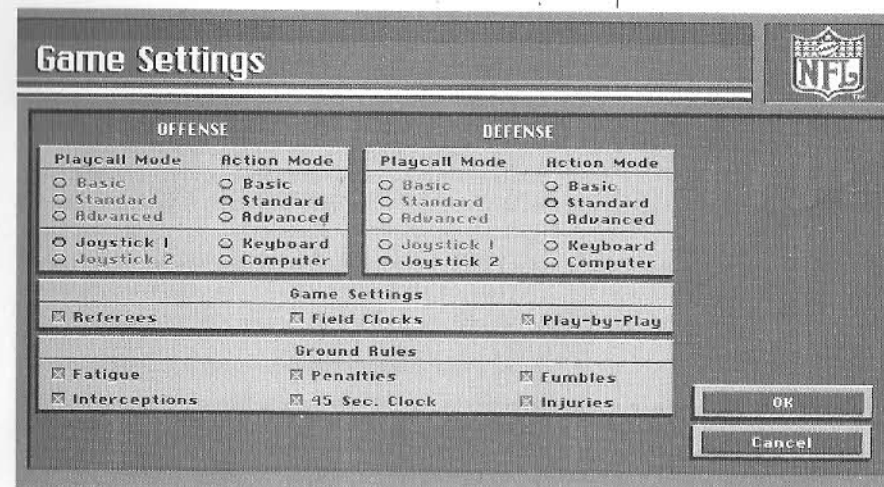 Game Settings
NFL
OFFENSE
DEFENSE
Playcall Mode Action Mode
Basic Basic
Standard Standard
Advanced Advanced
Joystick 1 Keyboard
Joystick 2 Computer
Playcall Mode Action Mode
Basic Basic
Standard Standard
Advanced Advanced
Joystick 1 Keyboard
Joystick 2 Computer
Game Settings
Referees Field Clocks Play-by-Play
Ground Rules
Fatigue Penalties Fumbles
Interceptions 45 Sec. Clock Injuries
OK
Cancel